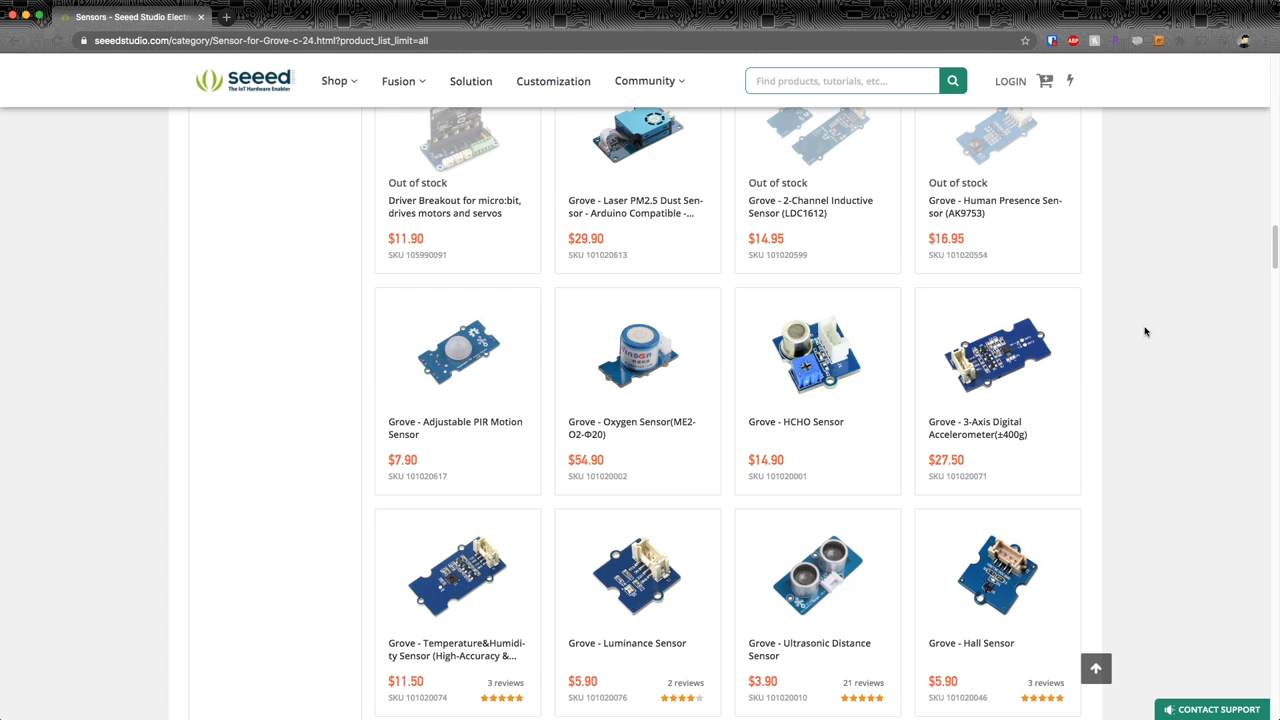 Sensors - Seeed Studio Electro
seeedstudio.com/category/Sensor-for-Grove-c-24.html?product_list_limit=all
ABP
seeed
The IoT Hardware Enabler
Shop
Fusion
Solution
Customization
Community
Find products, tutorials, etc...
LOGIN
Out of stock
Driver Breakout for micro:bit,
drives motors and servos
$11.90
SKU 105990091
Grove - Laser PM2.5 Dust Sen-
sor - Arduino Compatible -...
$29.90
SKU 101020613
Out of stock
Grove - 2-Channel Inductive
Sensor (LDC1612)
$14.95
SKU 101020599
Out of stock
Grove - Human Presence Sen-
sor (AK9753)
$16.95
SKU 101020554
Grove - Adjustable PIR Motion
Sensor
$7.90
SKU 101020617
Grove - Oxygen Sensor(ME2-
O2-Φ20)
$54.90
SKU 101020002
Grove - HCHO Sensor
$14.90
SKU 101020001
Grove - 3-Axis Digital
Accelerometer(±400g)
$27.50
SKU 101020071
Grove - Temperature&Humidi-
ty Sensor (High-Accuracy &...
$11.50
3 reviews
SKU 101020074
Grove - Luminance Sensor
$5.90
2 reviews
SKU 101020076
Grove - Ultrasonic Distance
Sensor
$3.90
21 reviews
SKU 101020010
Grove - Hall Sensor
$5.90
3 reviews
SKU 101020046
CONTACT SUPPORT